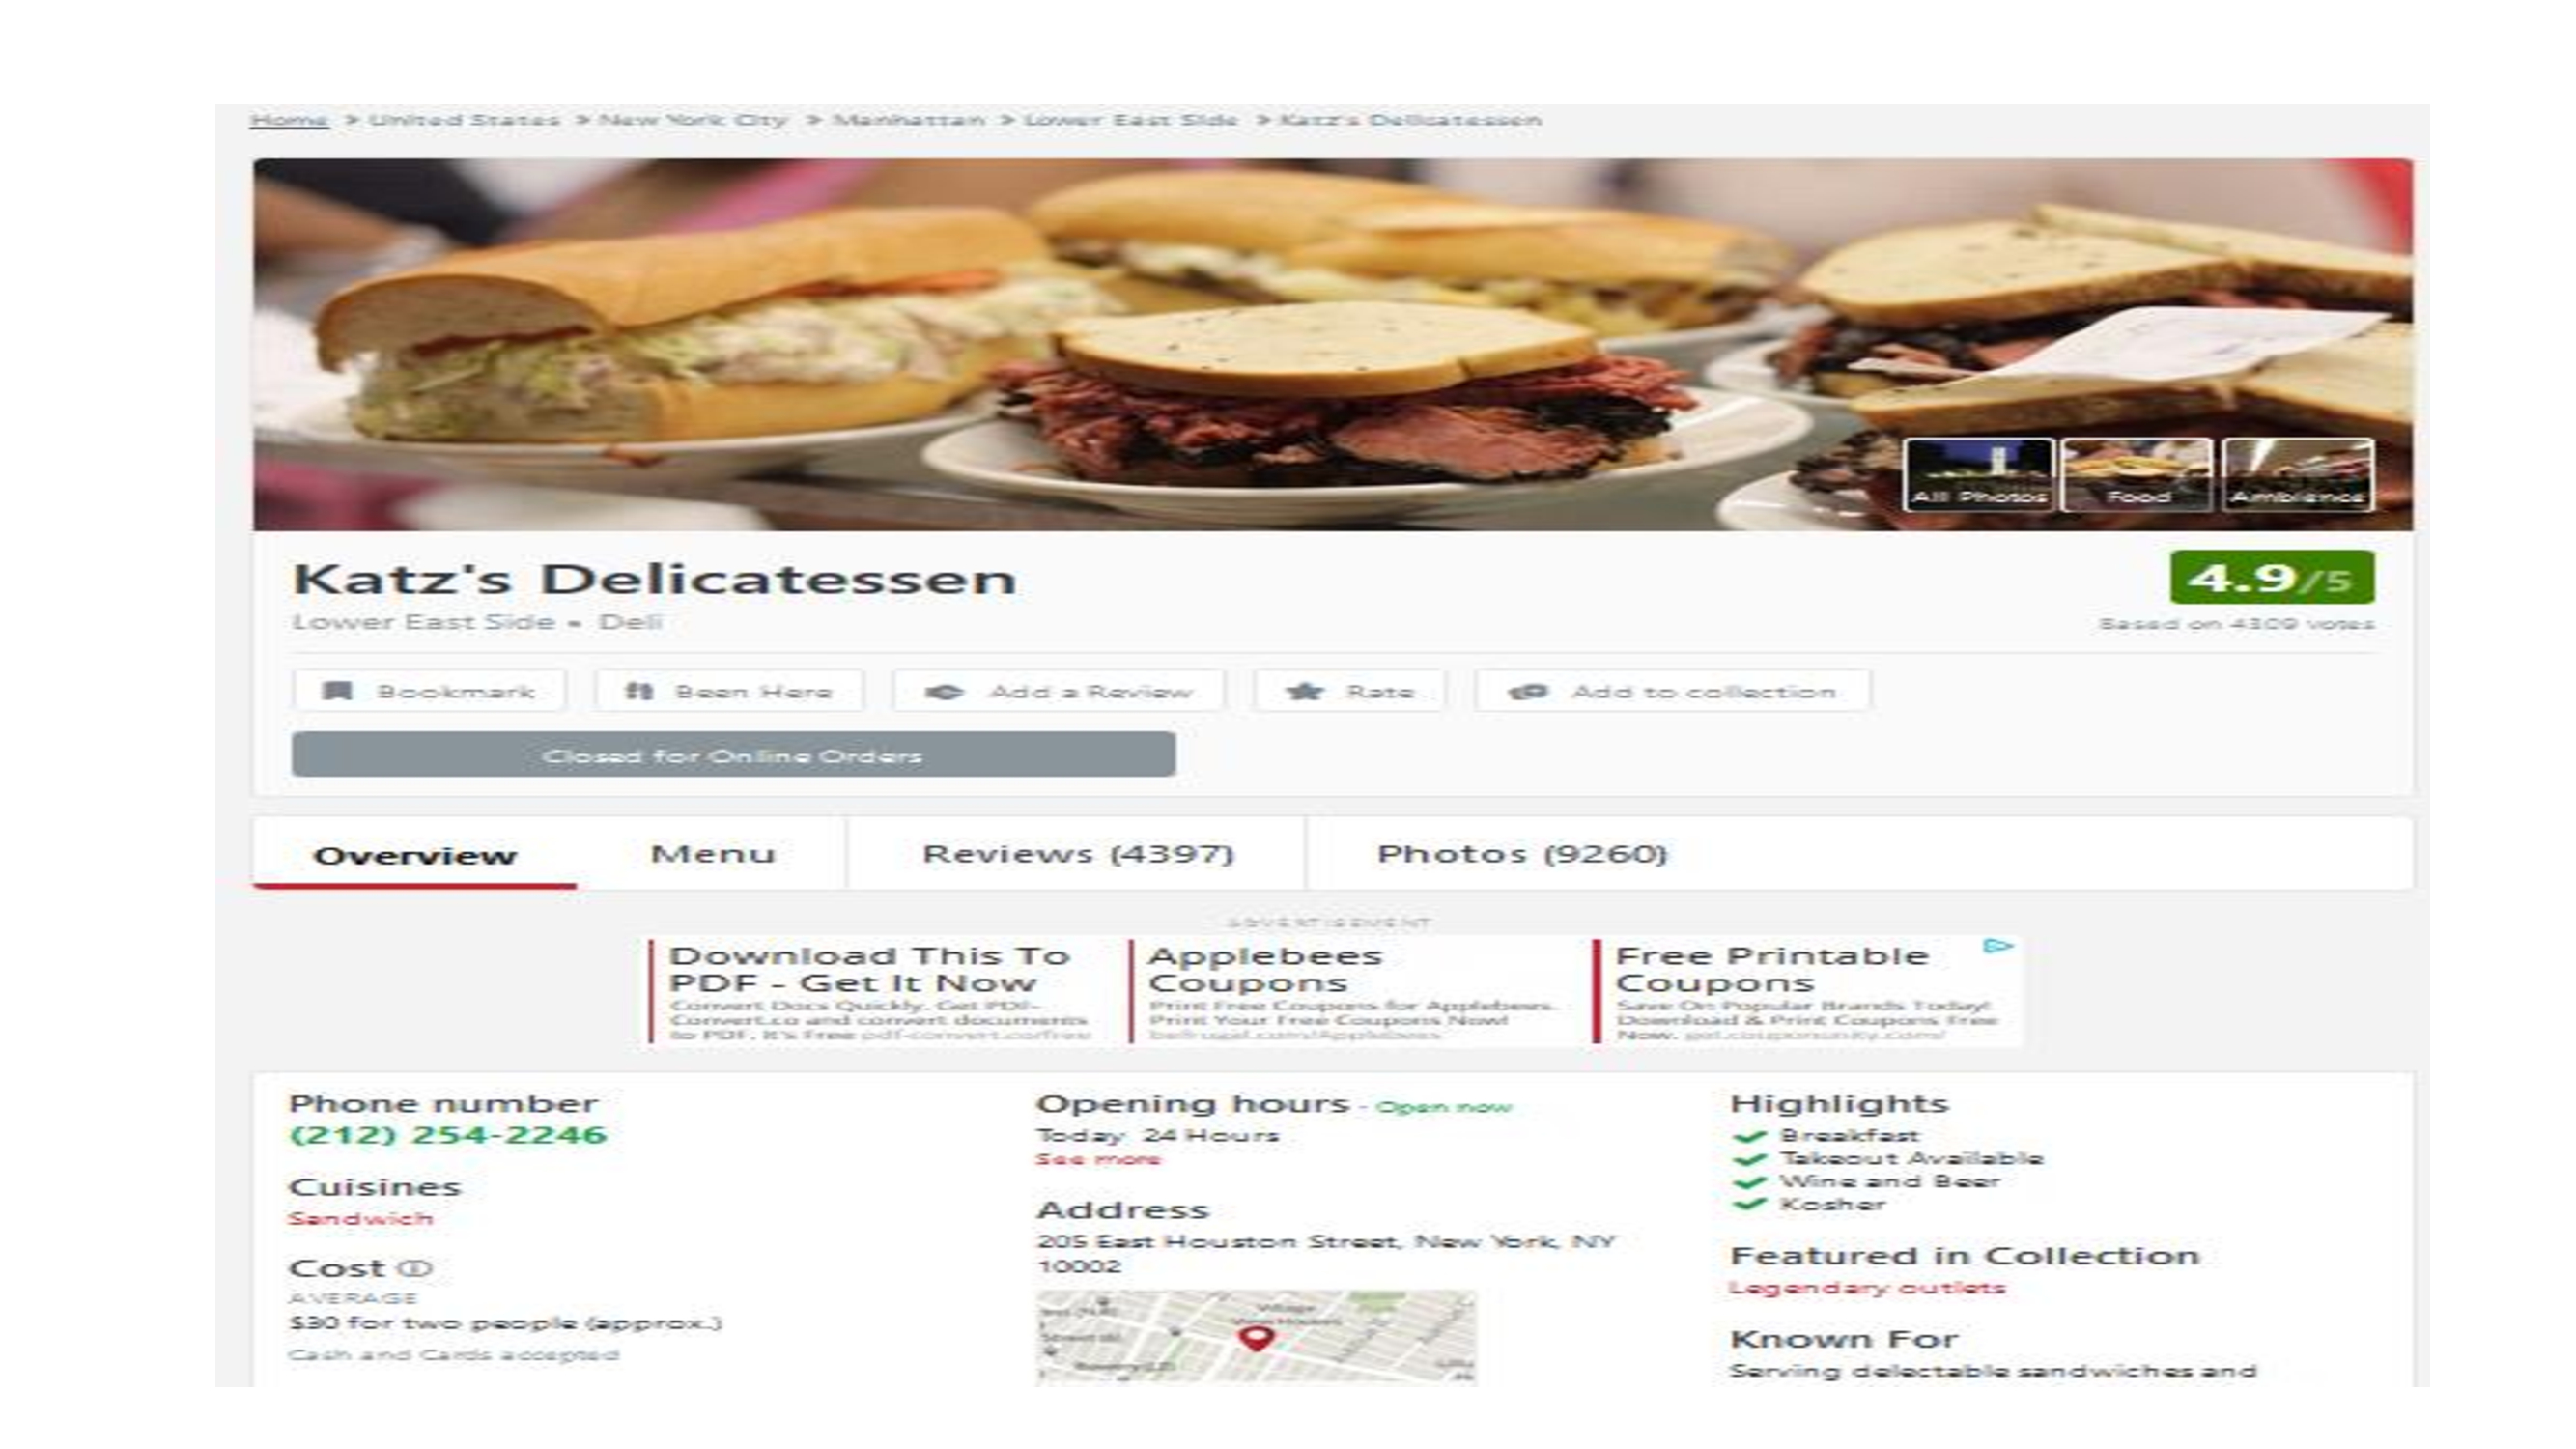 Home > United States > New York City > Manhattan > Lower East Side > Katz's Delicatessen
All Photos
Food
Ambience
Katz's Delicatessen
4.9/5
Lower East Side • Deli
Based on 4309 votes
Bookmark
Been Here
Add a Review
Rate
Add to collection
Closed for Online Orders
Overview
Menu
Reviews (4397)
Photos (9260)
ADVERTISEMENT
Download This To
PDF - Get It Now
Convert Docs Quickly. Get PDF-
Convert.co and convert documents
to PDF. It's Free pdf-convert.co/free
Applebees
Coupons
Print Free Coupons for Applebees.
Print Your Free Coupons Now!
befrugal.com/Applebees
Free Printable
Coupons
Save On Popular Brands Today!
Download & Print Coupons Free
Now. get.couponunity.com/
Phone number
(212) 254-2246
Cuisines
Sandwich
Cost
AVERAGE
$30 for two people (approx.)
Cash and Cards accepted
Opening hours - Open now
Today 24 Hours
See more
Address
205 East Houston Street, New York, NY
10002
Village
View Houses
Highlights
Breakfast
Takeout Available
Wine and Beer
Kosher
Featured in Collection
Legendary outlets
Known For
Serving delectable sandwiches and